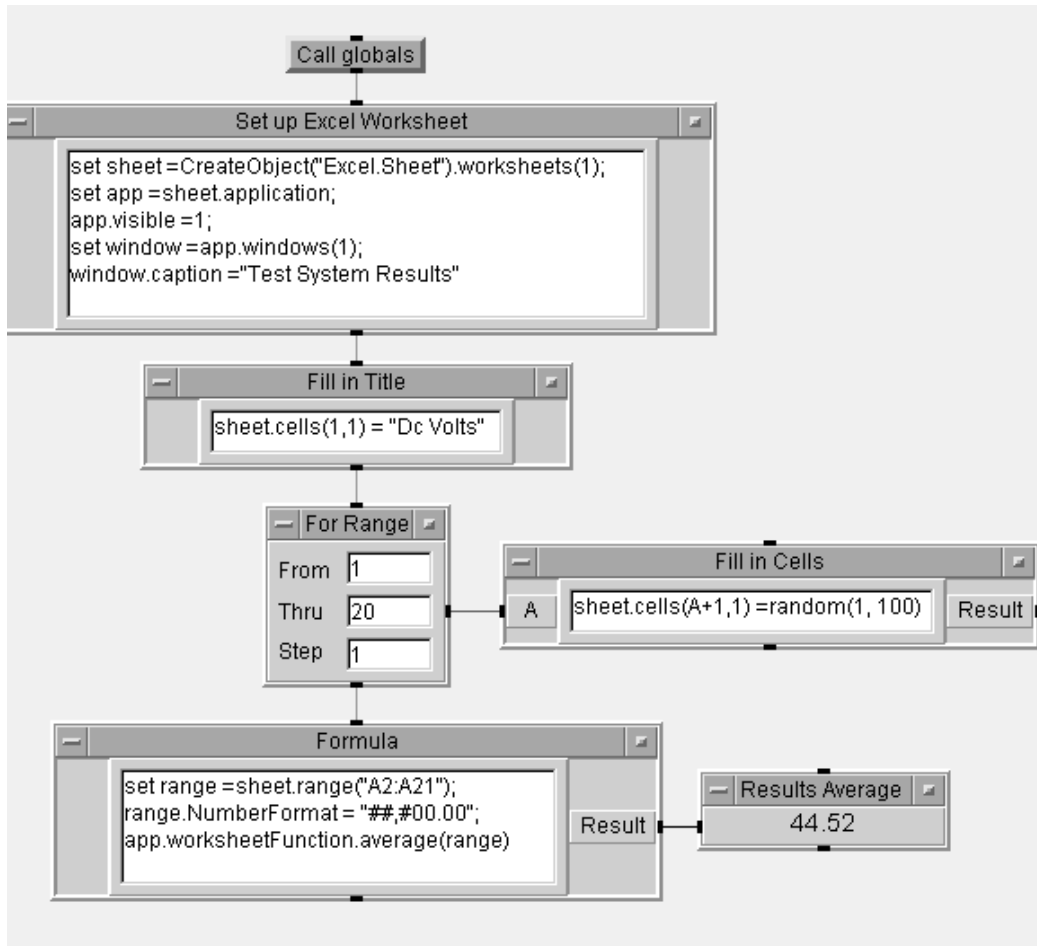 Call globals
Set up Excel Worksheet
set sheet =CreateObject("Excel.Sheet").worksheets(1);
set app =sheet.application;
app.visible =1;
set window =app.windows(1);
window.caption ="Test System Results"
Fill in Title
sheet.cells(1,1) = "Dc Volts"
For Range
From 1
Thru 20
Step 1
Fill in Cells
A sheet.cells(A+1,1) =random(1, 100) Result
Formula
set range =sheet.range("A2:A21");
range.NumberFormat = "##,#00.00";
app.worksheetFunction.average(range)
Result
Results Average
44.52